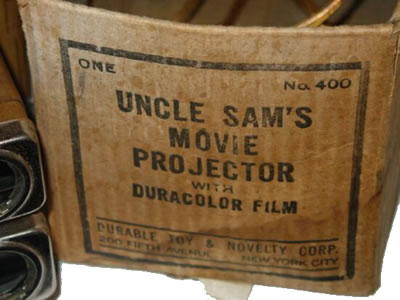 ONE No. 400
UNCLE SAM'S
MOVIE
PROJECTOR
WITH
DURACOLOR FILM
DURABLE TOY & NOVELTY CORP.
200 FIFTH AVENUE NEW YORK CITY